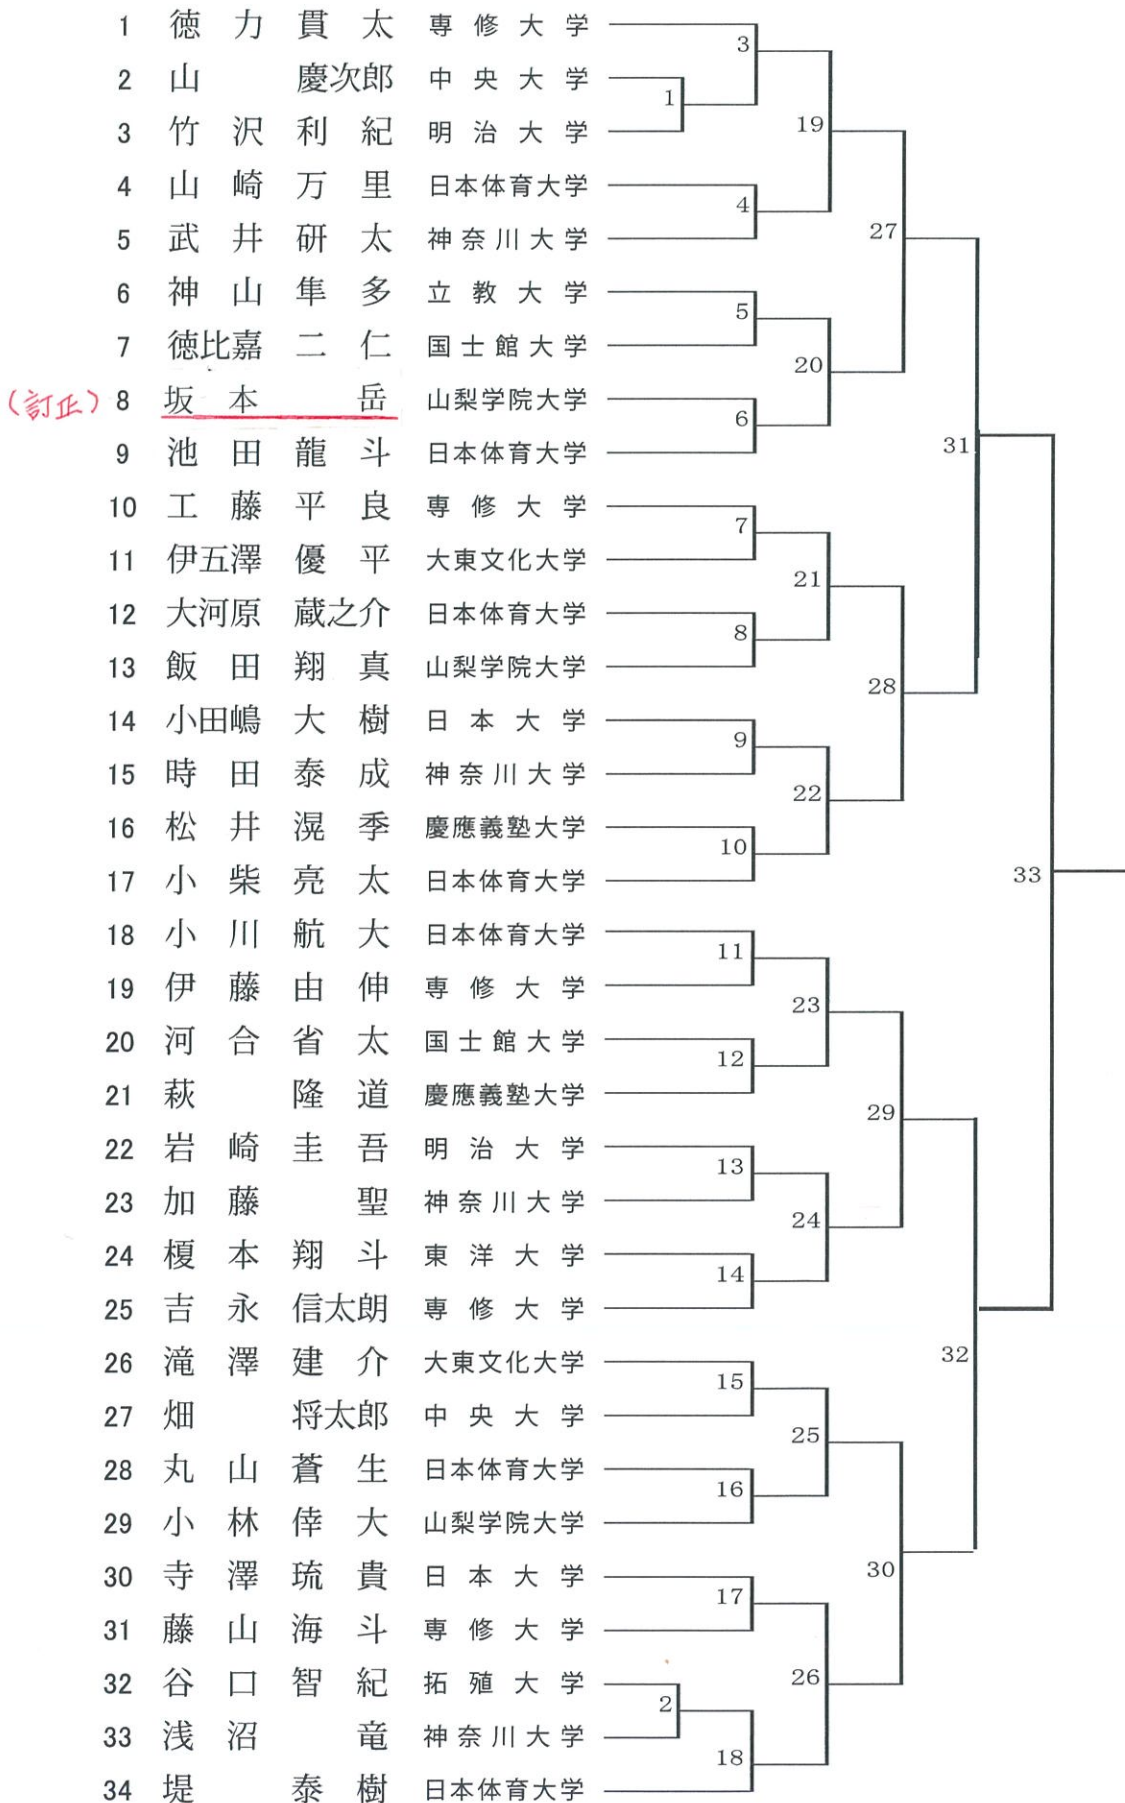 1 徳力貫太 専修大学
2 山 慶次郎 中央大学
3 竹沢利紀 明治大学
4 山崎万里 日本体育大学
5 武井研太 神奈川大学
6 神山隼多 立教大学
7 徳比嘉二仁 国士館大学
(訂正) 8 坂本 岳 山梨学院大学
9 池田龍斗 日本体育大学
10 工藤平良 専修大学
11 伊五澤優平 大東文化大学
12 大河原蔵之介 日本体育大学
13 飯田翔真 山梨学院大学
14 小田嶋大樹 日本大学
15 時田泰成 神奈川大学
16 松井滉季 慶應義塾大学
17 小柴亮太 日本体育大学
18 小川航大 日本体育大学
19 伊藤由伸 専修大学
20 河合省太 国士館大学
21 萩 隆道 慶應義塾大学
22 岩崎圭吾 明治大学
23 加藤 聖 神奈川大学
24 榎本翔斗 東洋大学
25 吉永信太朗 専修大学
26 滝澤建介 大東文化大学
27 畑 将太郎 中央大学
28 丸山蒼生 日本体育大学
29 小林倖大 山梨学院大学
30 寺澤琉貴 日本大学
31 藤山海斗 専修大学
32 谷口智紀 拓殖大学
33 浅沼 竜 神奈川大学
34 堤 泰樹 日本体育大学
1
2
3
4
5
6
7
8
9
10
11
12
13
14
15
16
17
18
19
20
21
22
23
24
25
26
27
28
29
30
31
32
33